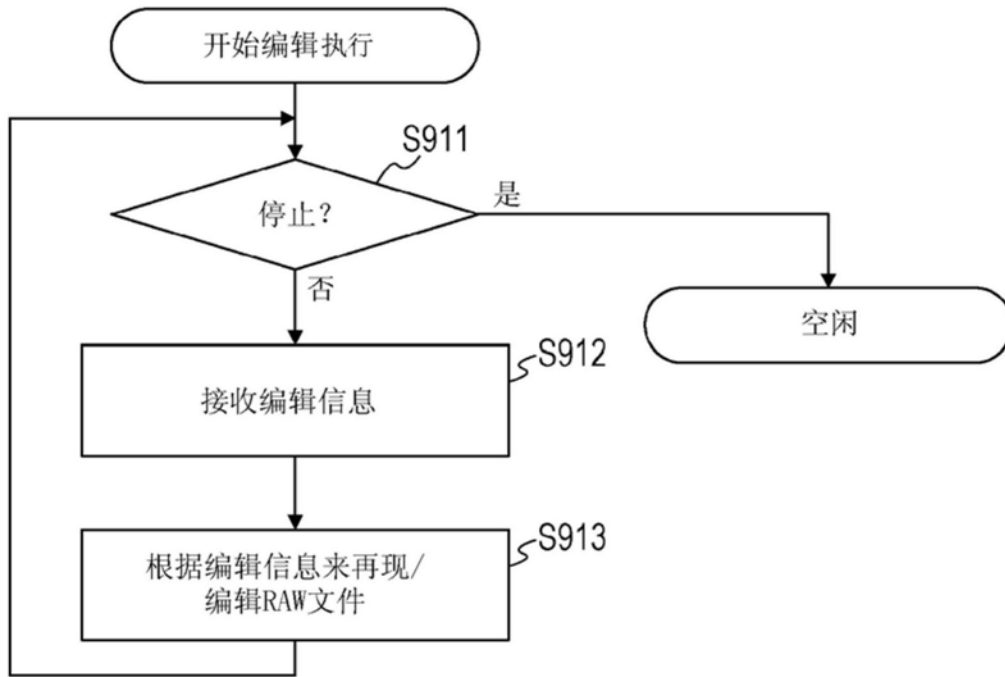 开始编辑执行
S911
停止?
是
否
空闲
S912
接收编辑信息
S913
根据编辑信息来再现/
编辑RAW文件